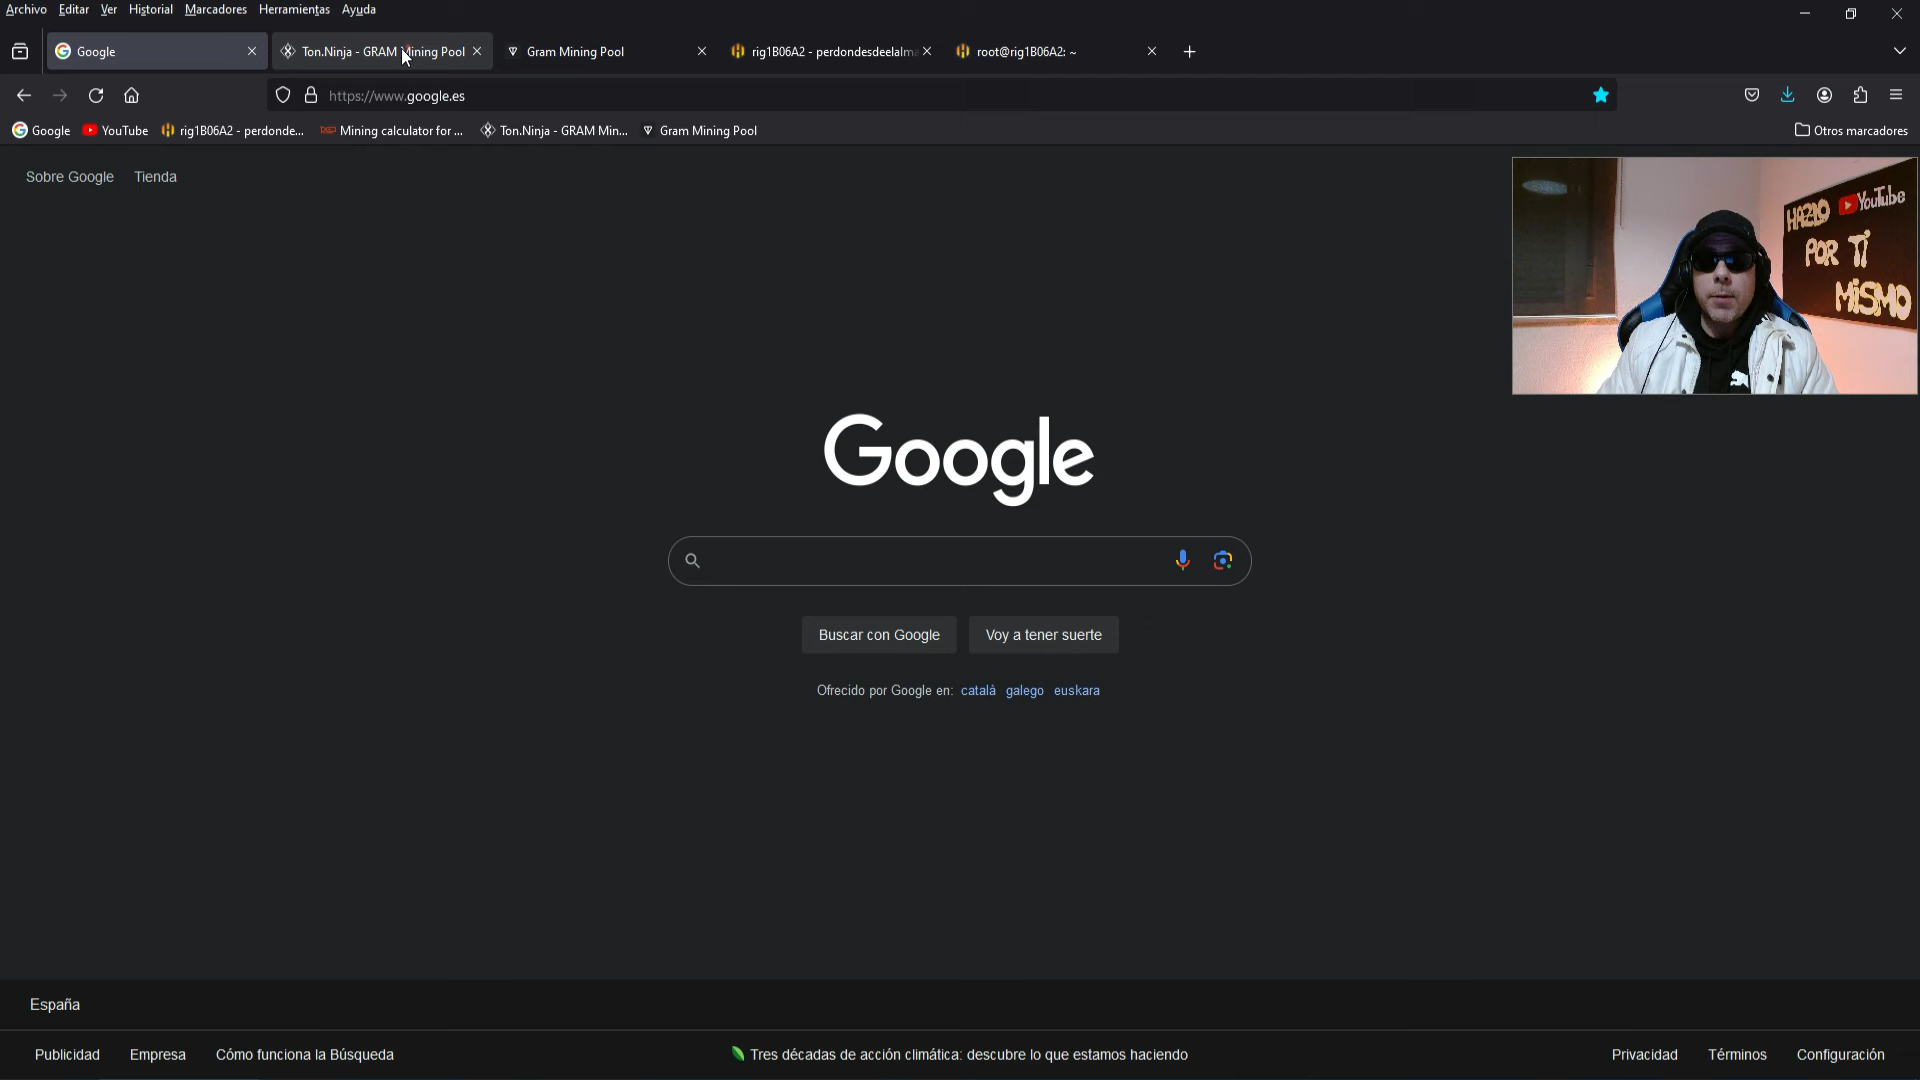 Archivo Editar Ver Historial Marcadores Herramientas Ayuda
Google Ton.Ninja - GRAM Mining Pool Gram Mining Pool rig1B06A2 - perdondesdeelalma root@rig1B06A2: ~
https://www.google.es
Google YouTube rig1B06A2 - perdonde... Mining calculator for ... Ton.Ninja - GRAM Min... Gram Mining Pool Otros marcadores
Sobre Google Tienda
HAZLO YouTube
POR TI
MISMO
Google
Buscar con Google Voy a tener suerte
Ofrecido por Google en: català galego euskara
España
Publicidad Empresa Cómo funciona la Búsqueda Tres décadas de acción climática: descubre lo que estamos haciendo Privacidad Términos Configuración